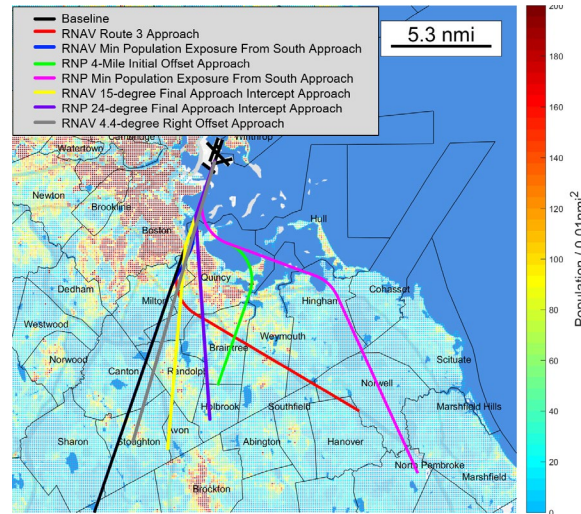 Baseline
RNAV Route 3 Approach
RNAV Min Population Exposure From South Approach
RNP 4-Mile Initial Offset Approach
RNP Min Population Exposure From South Approach
RNAV 15-degree Final Approach Intercept Approach
RNP 24-degree Final Approach Intercept Approach
RNAV 4.4-degree Right Offset Approach
5.3 nmi
200
180
160
140
120
100
80
60
40
20
0
Population / 0.01nmi²
Cambridge
Winthrop
Watertown
Newton
Brookline
Boston
Hull
Quincy
Cohasset
Dedham
Milton
Hingham
Westwood
Weymouth
Scituate
Norwood
Braintree
Canton
Randolph
Norwell
Holbrook
Southfield
Marshfield Hills
Avon
Sharon
Stoughton
Abington
Hanover
North Pembroke
Marshfield
Brockton